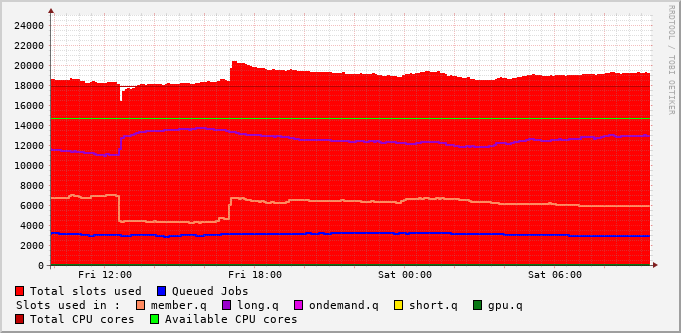 RRDTOOL / TOBI OETIKER
24000
22000
20000
18000
16000
14000
12000
10000
8000
6000
4000
2000
0
Fri 12:00 Fri 18:00 Sat 00:00 Sat 06:00
Total slots used Queued Jobs
Slots used in : member.q long.q ondemand.q short.q gpu.q
Total CPU cores Available CPU cores